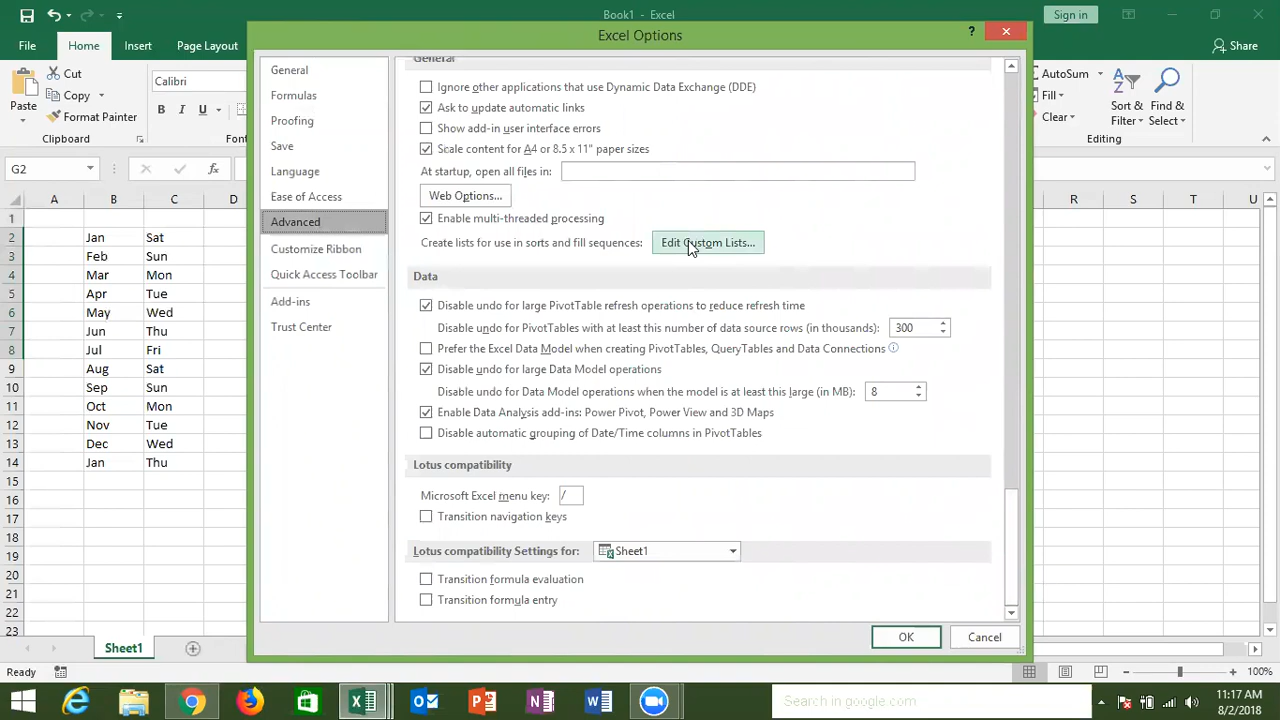 Book1 - Excel
Sign in
File
Home
Insert
Page Layout
Share
Excel Options
?
Cut
Copy
Format Painter
Paste
Clipboard
Calibri
B I U
Font
AutoSum
Fill
Clear
Sort & Filter
Find & Select
Editing
G2
fx
General
Formulas
Proofing
Save
Language
Ease of Access
Advanced
Customize Ribbon
Quick Access Toolbar
Add-ins
Trust Center
General
Ignore other applications that use Dynamic Data Exchange (DDE)
Ask to update automatic links
Show add-in user interface errors
Scale content for A4 or 8.5 x 11" paper sizes
At startup, open all files in:
Web Options...
Enable multi-threaded processing
Create lists for use in sorts and fill sequences: Edit Custom Lists...
Data
Disable undo for large PivotTable refresh operations to reduce refresh time
Disable undo for PivotTables with at least this number of data source rows (in thousands): 300
Prefer the Excel Data Model when creating PivotTables, QueryTables and Data Connections
Disable undo for large Data Model operations
Disable undo for Data Model operations when the model is at least this large (in MB): 8
Enable Data Analysis add-ins: Power Pivot, Power View and 3D Maps
Disable automatic grouping of Date/Time columns in PivotTables
Lotus compatibility
Microsoft Excel menu key: /
Transition navigation keys
Lotus compatibility Settings for: Sheet1
Transition formula evaluation
Transition formula entry
OK
Cancel
A B C D R S T U
1
2 Jan Sat
3 Feb Sun
4 Mar Mon
5 Apr Tue
6 May Wed
7 Jun Thu
8 Jul Fri
9 Aug Sat
10 Sep Sun
11 Oct Mon
12 Nov Tue
13 Dec Wed
14 Jan Thu
15
16
17
18
19
20
21
22
23
Sheet1
Ready
100%
Search in google.com
11:17 AM
8/2/2018